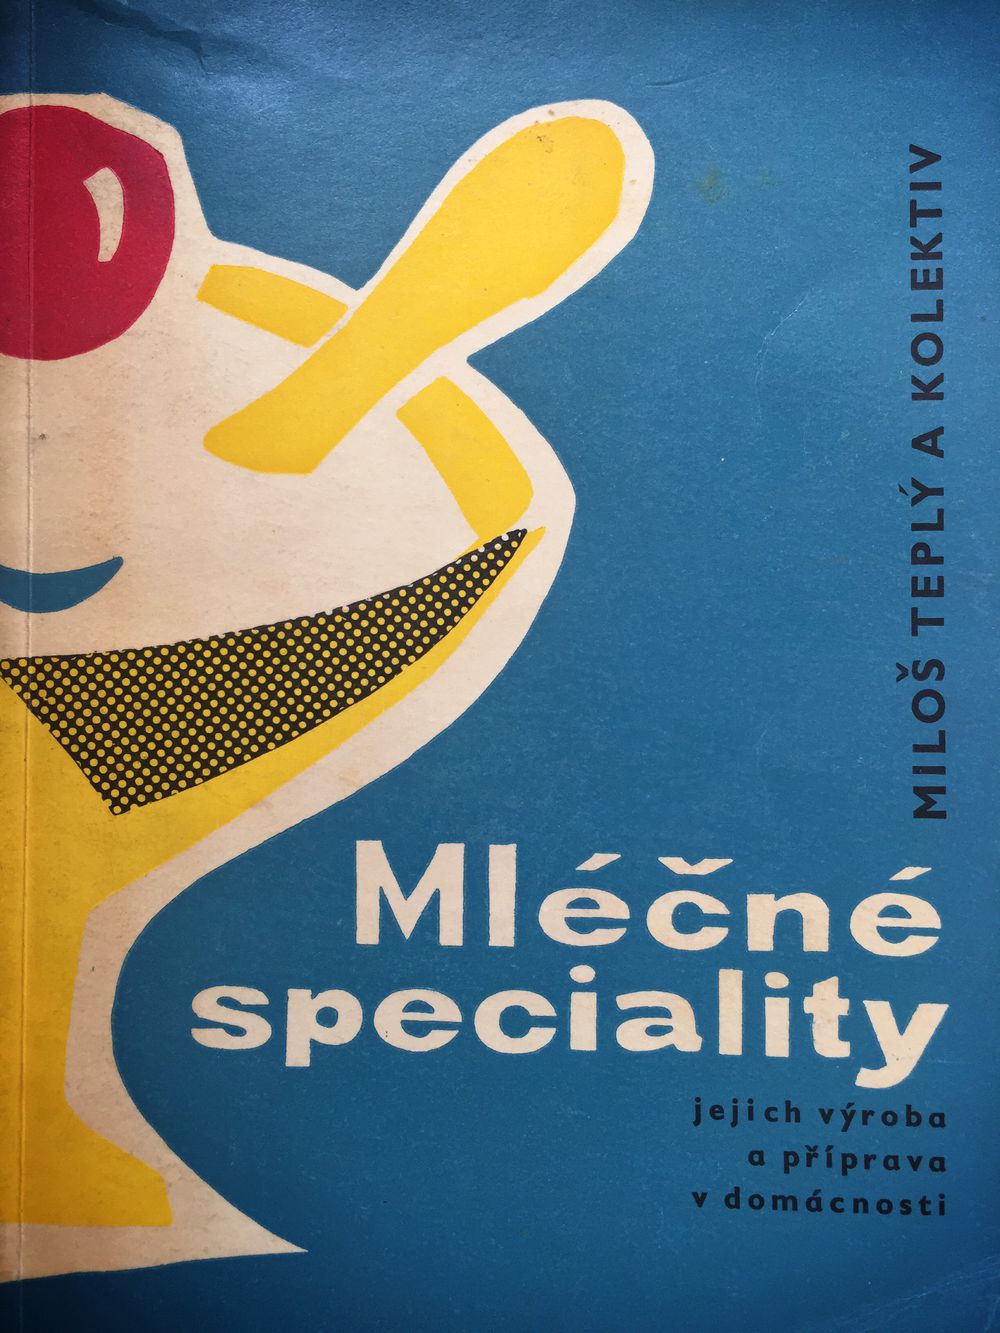 MILOŠ TEPLÝ A KOLEKTIV
Mléčné
speciality
jejich výroba
a příprava
v domácnosti